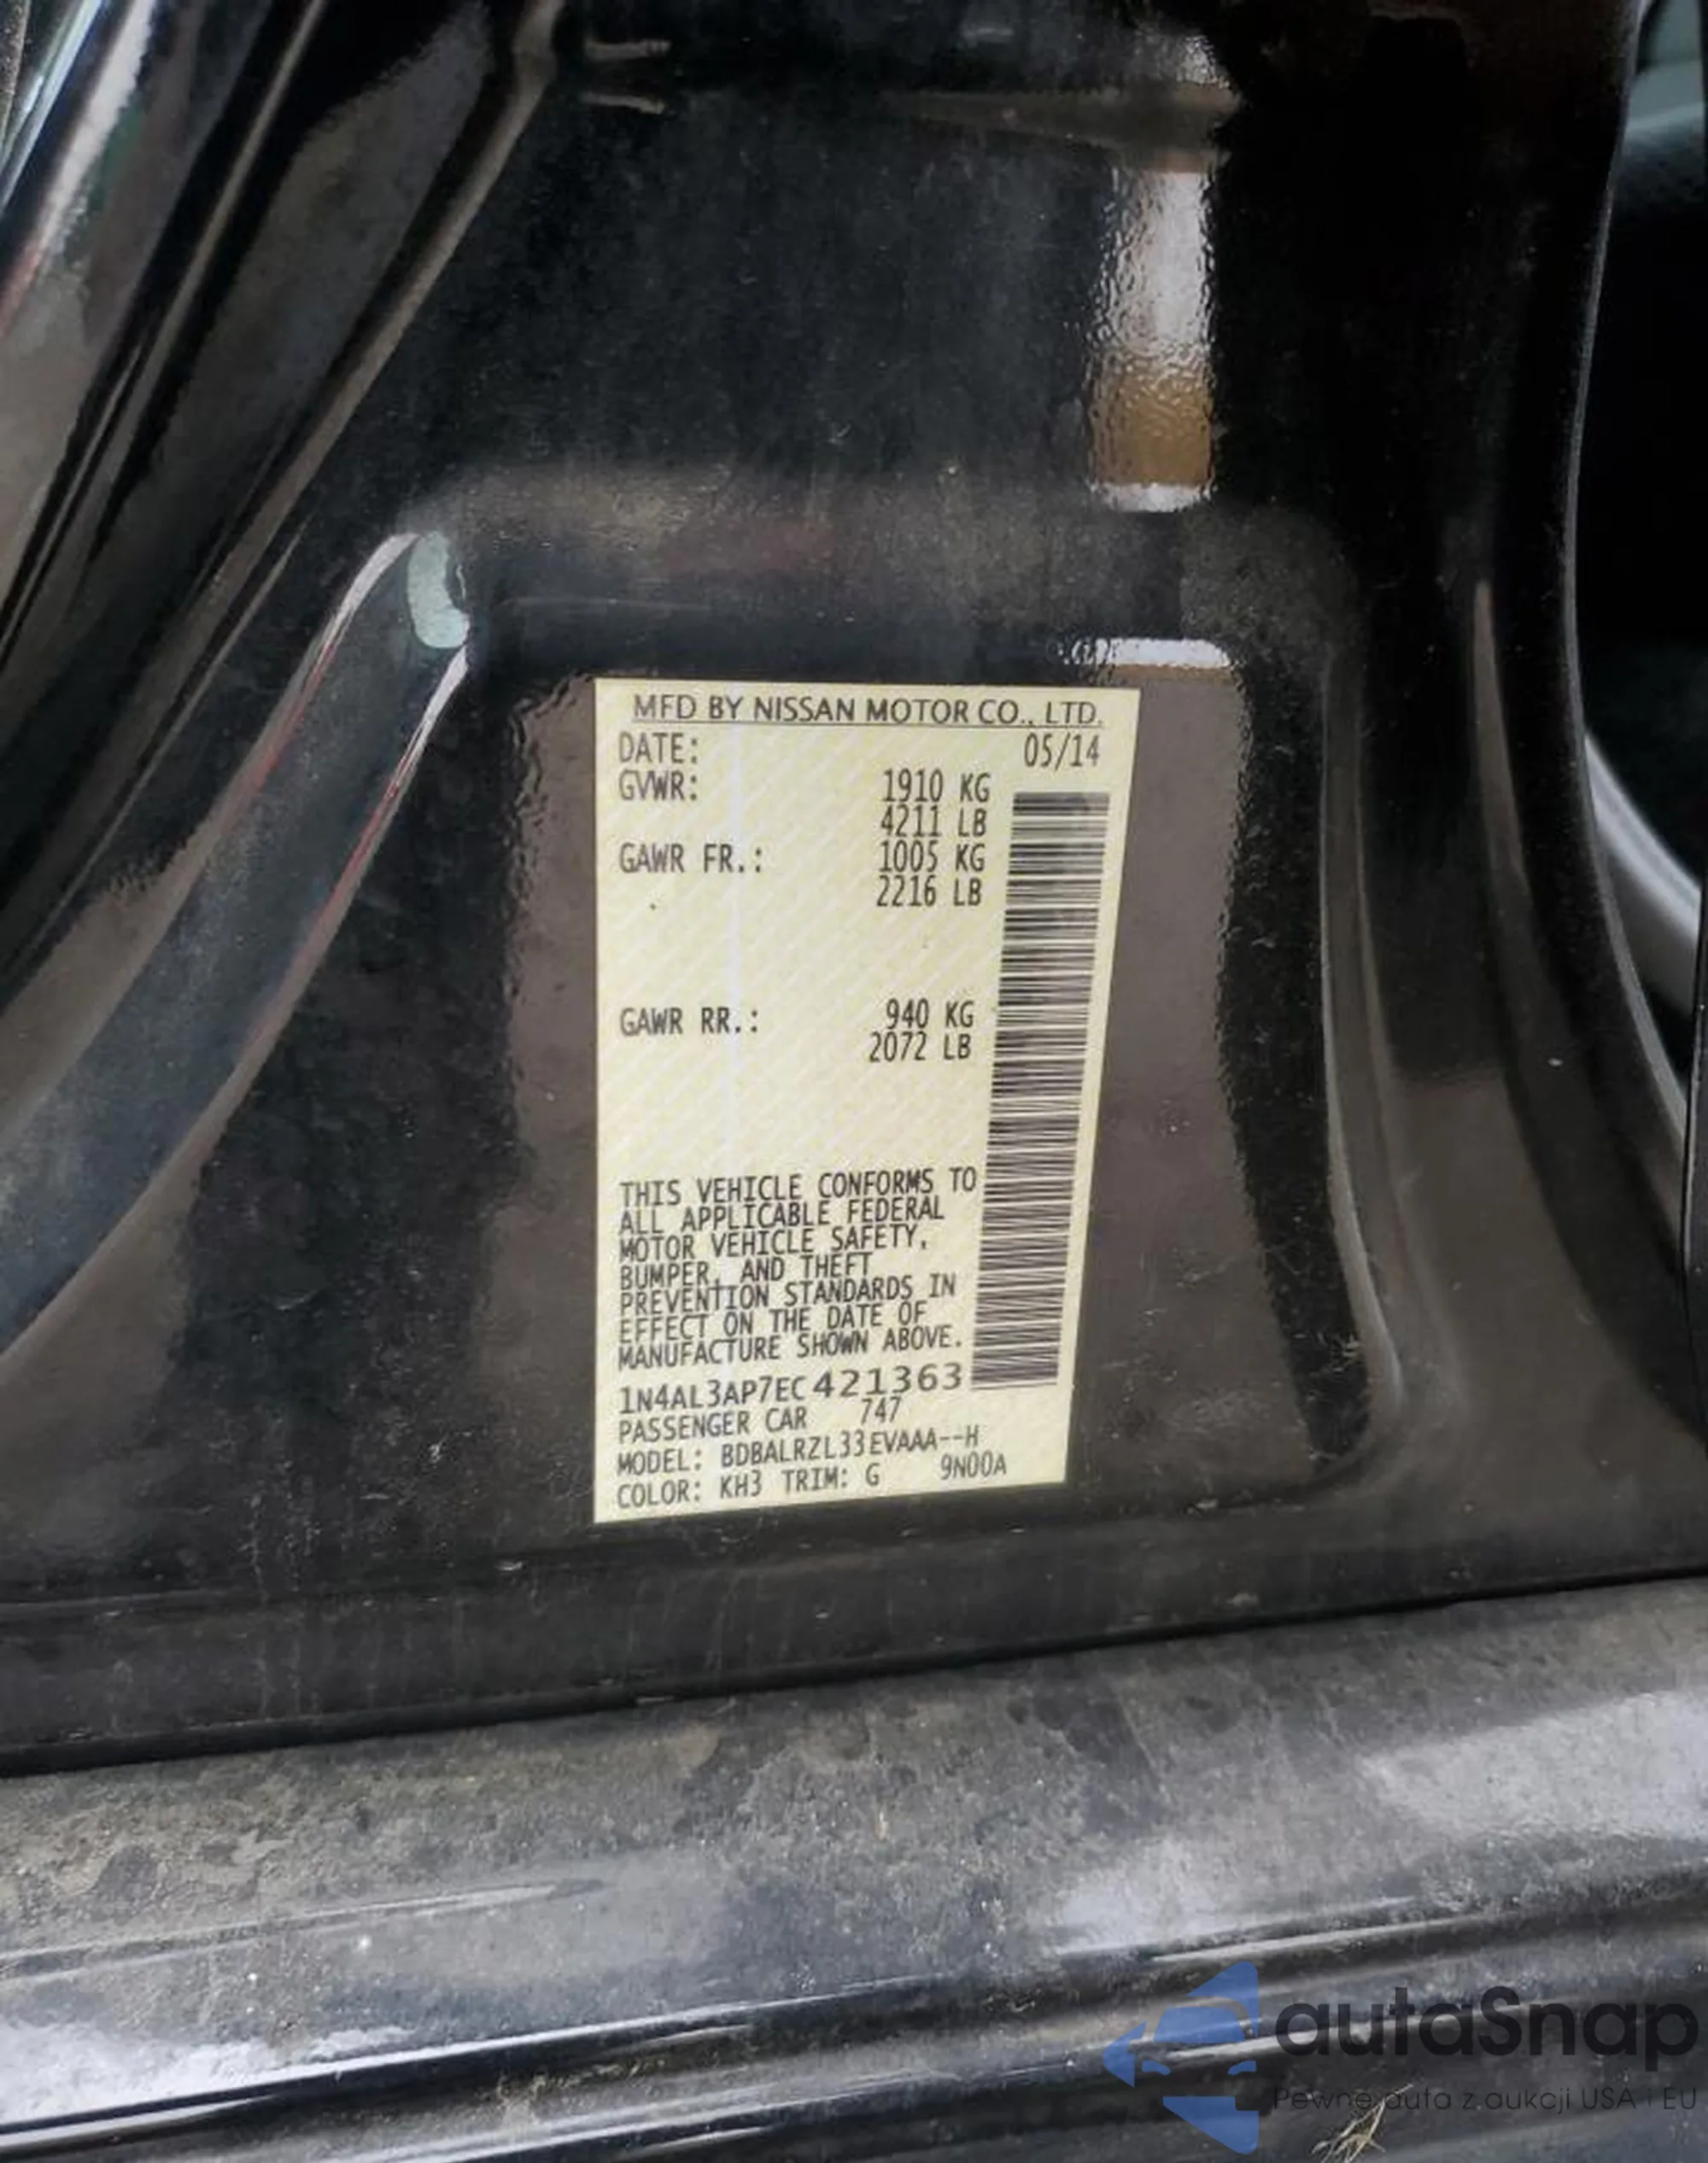 MFD BY NISSAN MOTOR CO., LTD.
DATE: 05/14
GVWR: 1910 KG
4211 LB
GAWR FR.: 1005 KG
2216 LB
GAWR RR.: 940 KG
2072 LB
THIS VEHICLE CONFORMS TO
ALL APPLICABLE FEDERAL
MOTOR VEHICLE SAFETY,
BUMPER, AND THEFT
PREVENTION STANDARDS IN
EFFECT ON THE DATE OF
MANUFACTURE SHOWN ABOVE.
1N4AL3AP7EC421363
PASSENGER CAR 747
MODEL: BDBALRZL33EVAAA--H
COLOR: KH3 TRIM: G 9N00A
autaSnap
Pewne auta z aukcji USA i EU